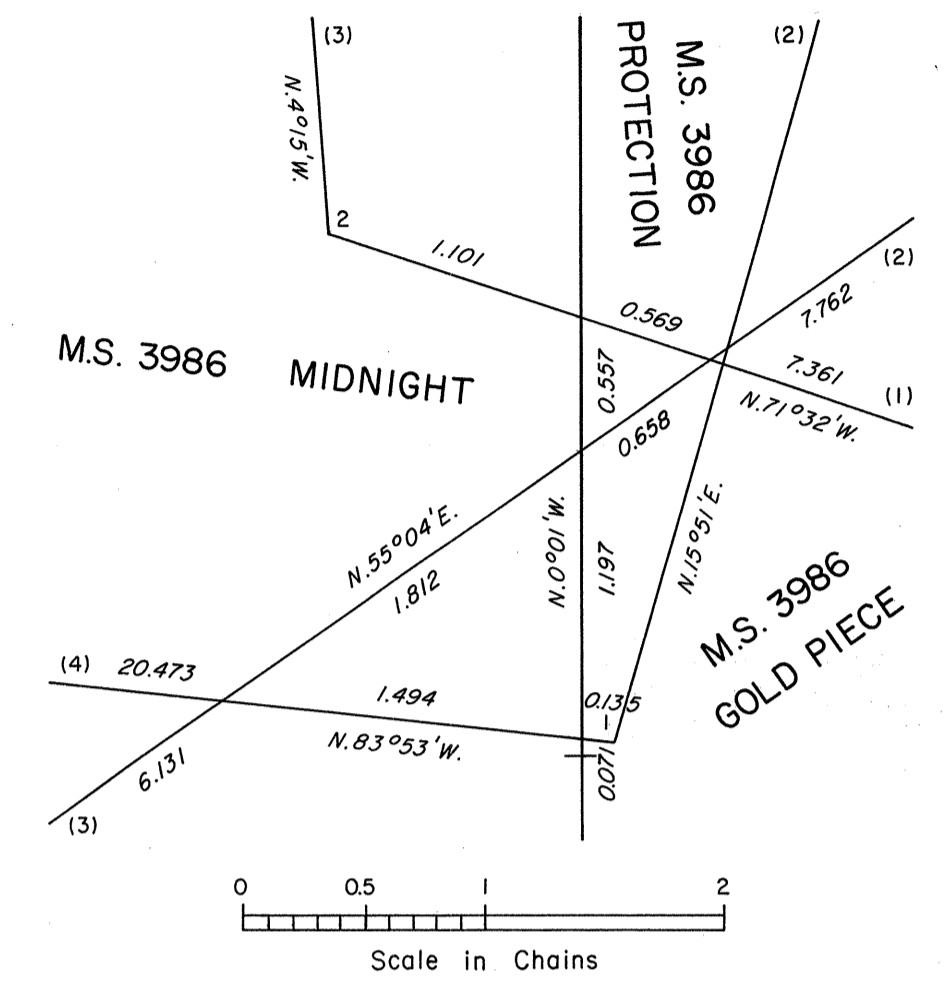 (3)
(2)
M.S. 3986
PROTECTION
N.4°15'W.
2
1.101
(2)
7.762
0.569
M.S. 3986 MIDNIGHT
0.557
7.361
(1)
N.71°32'W.
0.658
N.55°04'E.
1.812
N.0°01'W.
1.197
N.15°51'E.
M.S. 3986
GOLD PIECE
(4) 20.473
1.494
0.135
N.83°53'W.
6.131
0.071
(3)
0 0.5 1 2
Scale in Chains